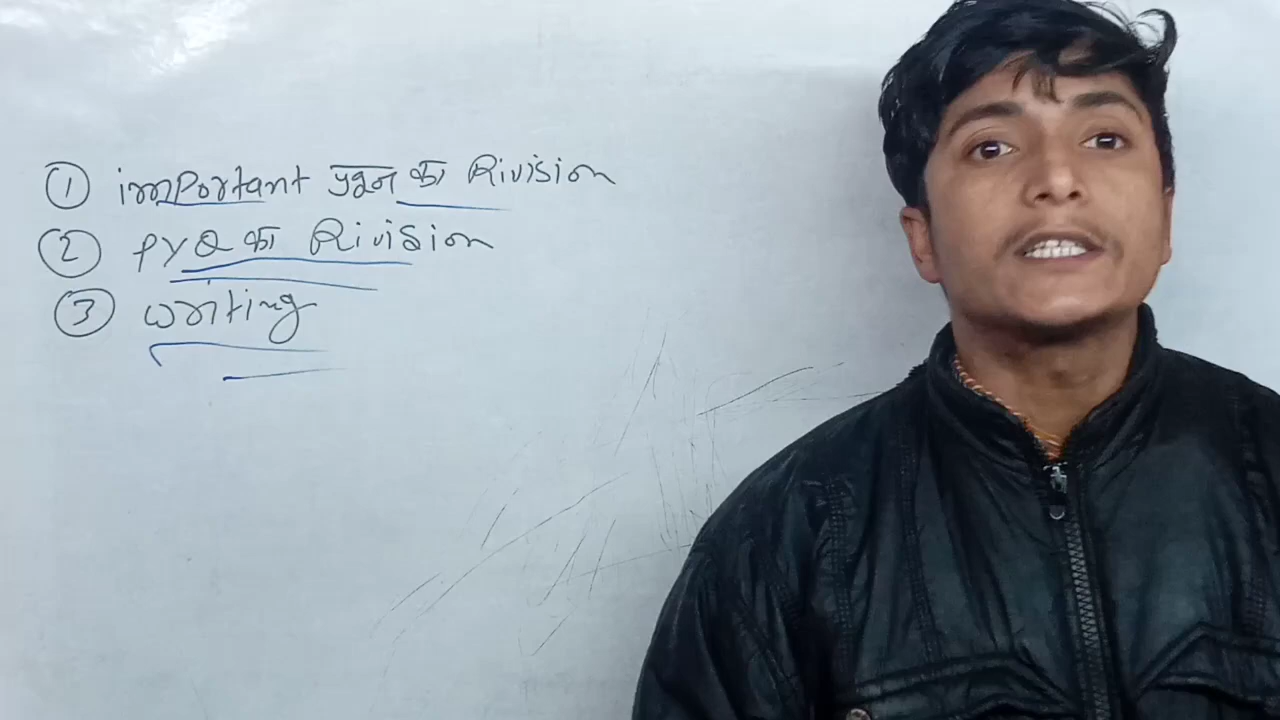 ① important प्रश्न का Rivision
② PYQ का Rivision
③ writing